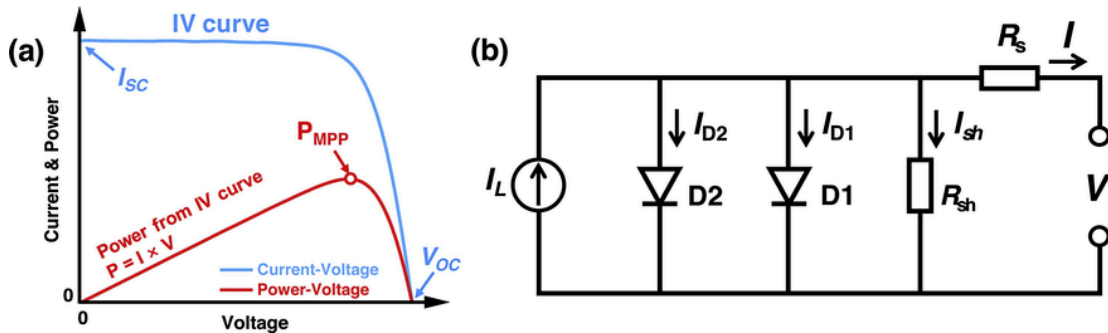 (a)
IV curve
I_SC
P_MPP
Current & Power
Power from IV curve
P = I × V
Current-Voltage
Power-Voltage
V_OC
0
0
Voltage
(b)
R_s
I
I_D2
I_D1
I_sh
I_L
D2
D1
R_sh
V